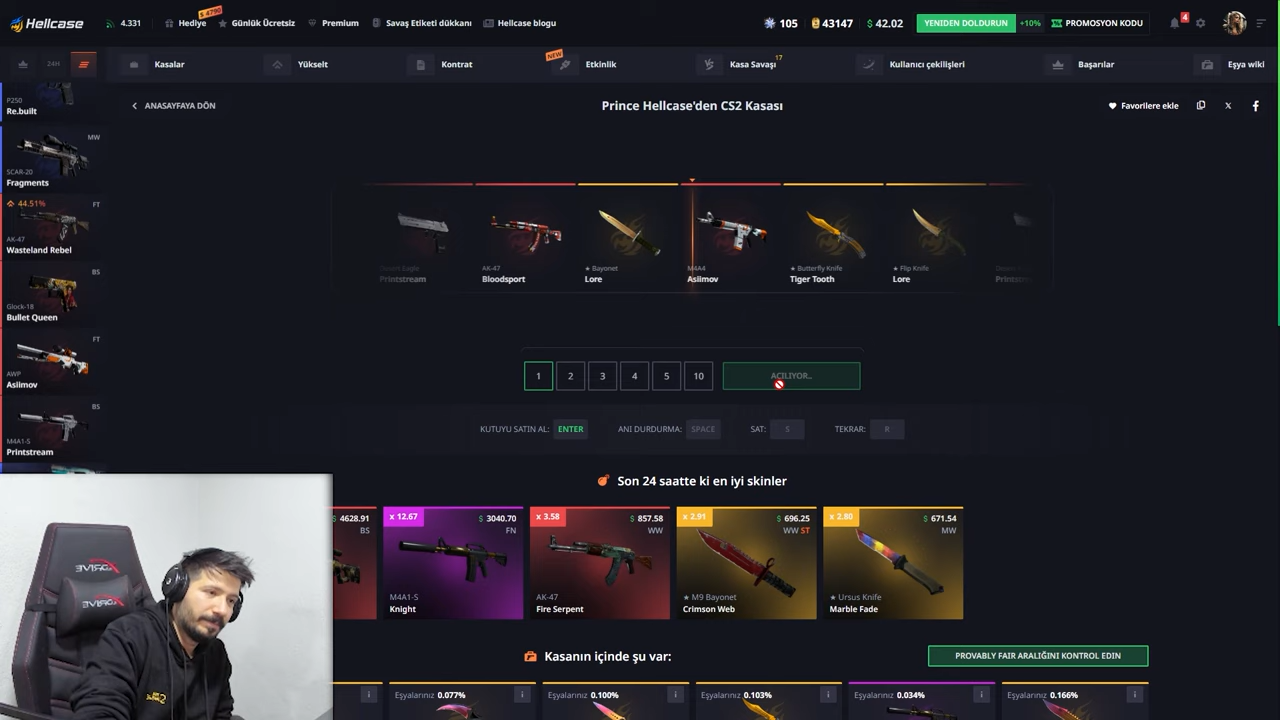 Hellcase
4.331
Hediye
$ 4790
Günlük Ücretsiz
Premium
Savaş Etiketi dükkanı
Hellcase blogu
105
43147
$ 42.02
YENİDEN DOLDURUN
+10%
PROMOSYON KODU
4
24H
Kasalar
Yükselt
Kontrat
NEW
Etkinlik
Kasa Savaşı
17
Kullanıcı çekilişleri
Başarılar
Eşya wiki
ANASAYFAYA DÖN
Prince Hellcase'den CS2 Kasası
Favorilere ekle
P250
Re.built
MW
SCAR-20
Fragments
44.51%
FT
AK-47
Wasteland Rebel
BS
Glock-18
Bullet Queen
FT
AWP
Asiimov
BS
M4A1-S
Printstream
Desert Eagle
Printstream
AK-47
Bloodsport
★ Bayonet
Lore
M4A4
Asiimov
★ Butterfly Knife
Tiger Tooth
★ Flip Knife
Lore
1
2
3
4
5
10
AÇILIYOR..
KUTUYU SATIN AL:
ENTER
ANI DURDURMA:
SPACE
SAT:
S
TEKRAR:
R
Son 24 saatte ki en iyi skinler
$ 4628.91
BS
x 12.67
$ 3040.70
FN
M4A1-S
Knight
x 3.58
$ 857.58
WW
AK-47
Fire Serpent
x 2.91
$ 696.25
WW ST
★ M9 Bayonet
Crimson Web
x 2.80
$ 671.54
MW
★ Ursus Knife
Marble Fade
Kasanın içinde şu var:
PROVABLY FAIR ARALIĞINI KONTROL EDIN
Eşyalarınız 0.077%
Eşyalarınız 0.100%
Eşyalarınız 0.103%
Eşyalarınız 0.034%
Eşyalarınız 0.166%